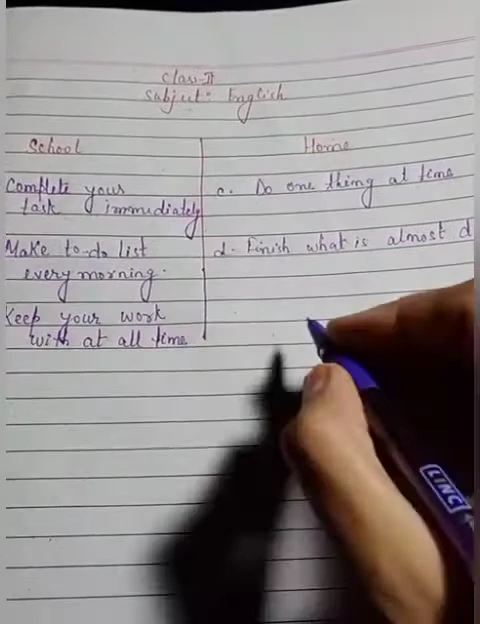 Class-II
Subject: English
School
Home
Complete your
task immediately
c. Do one thing at time
Make to-do list
every morning.
d. Finish what is almost d
Keep your work
with at all time
LINC